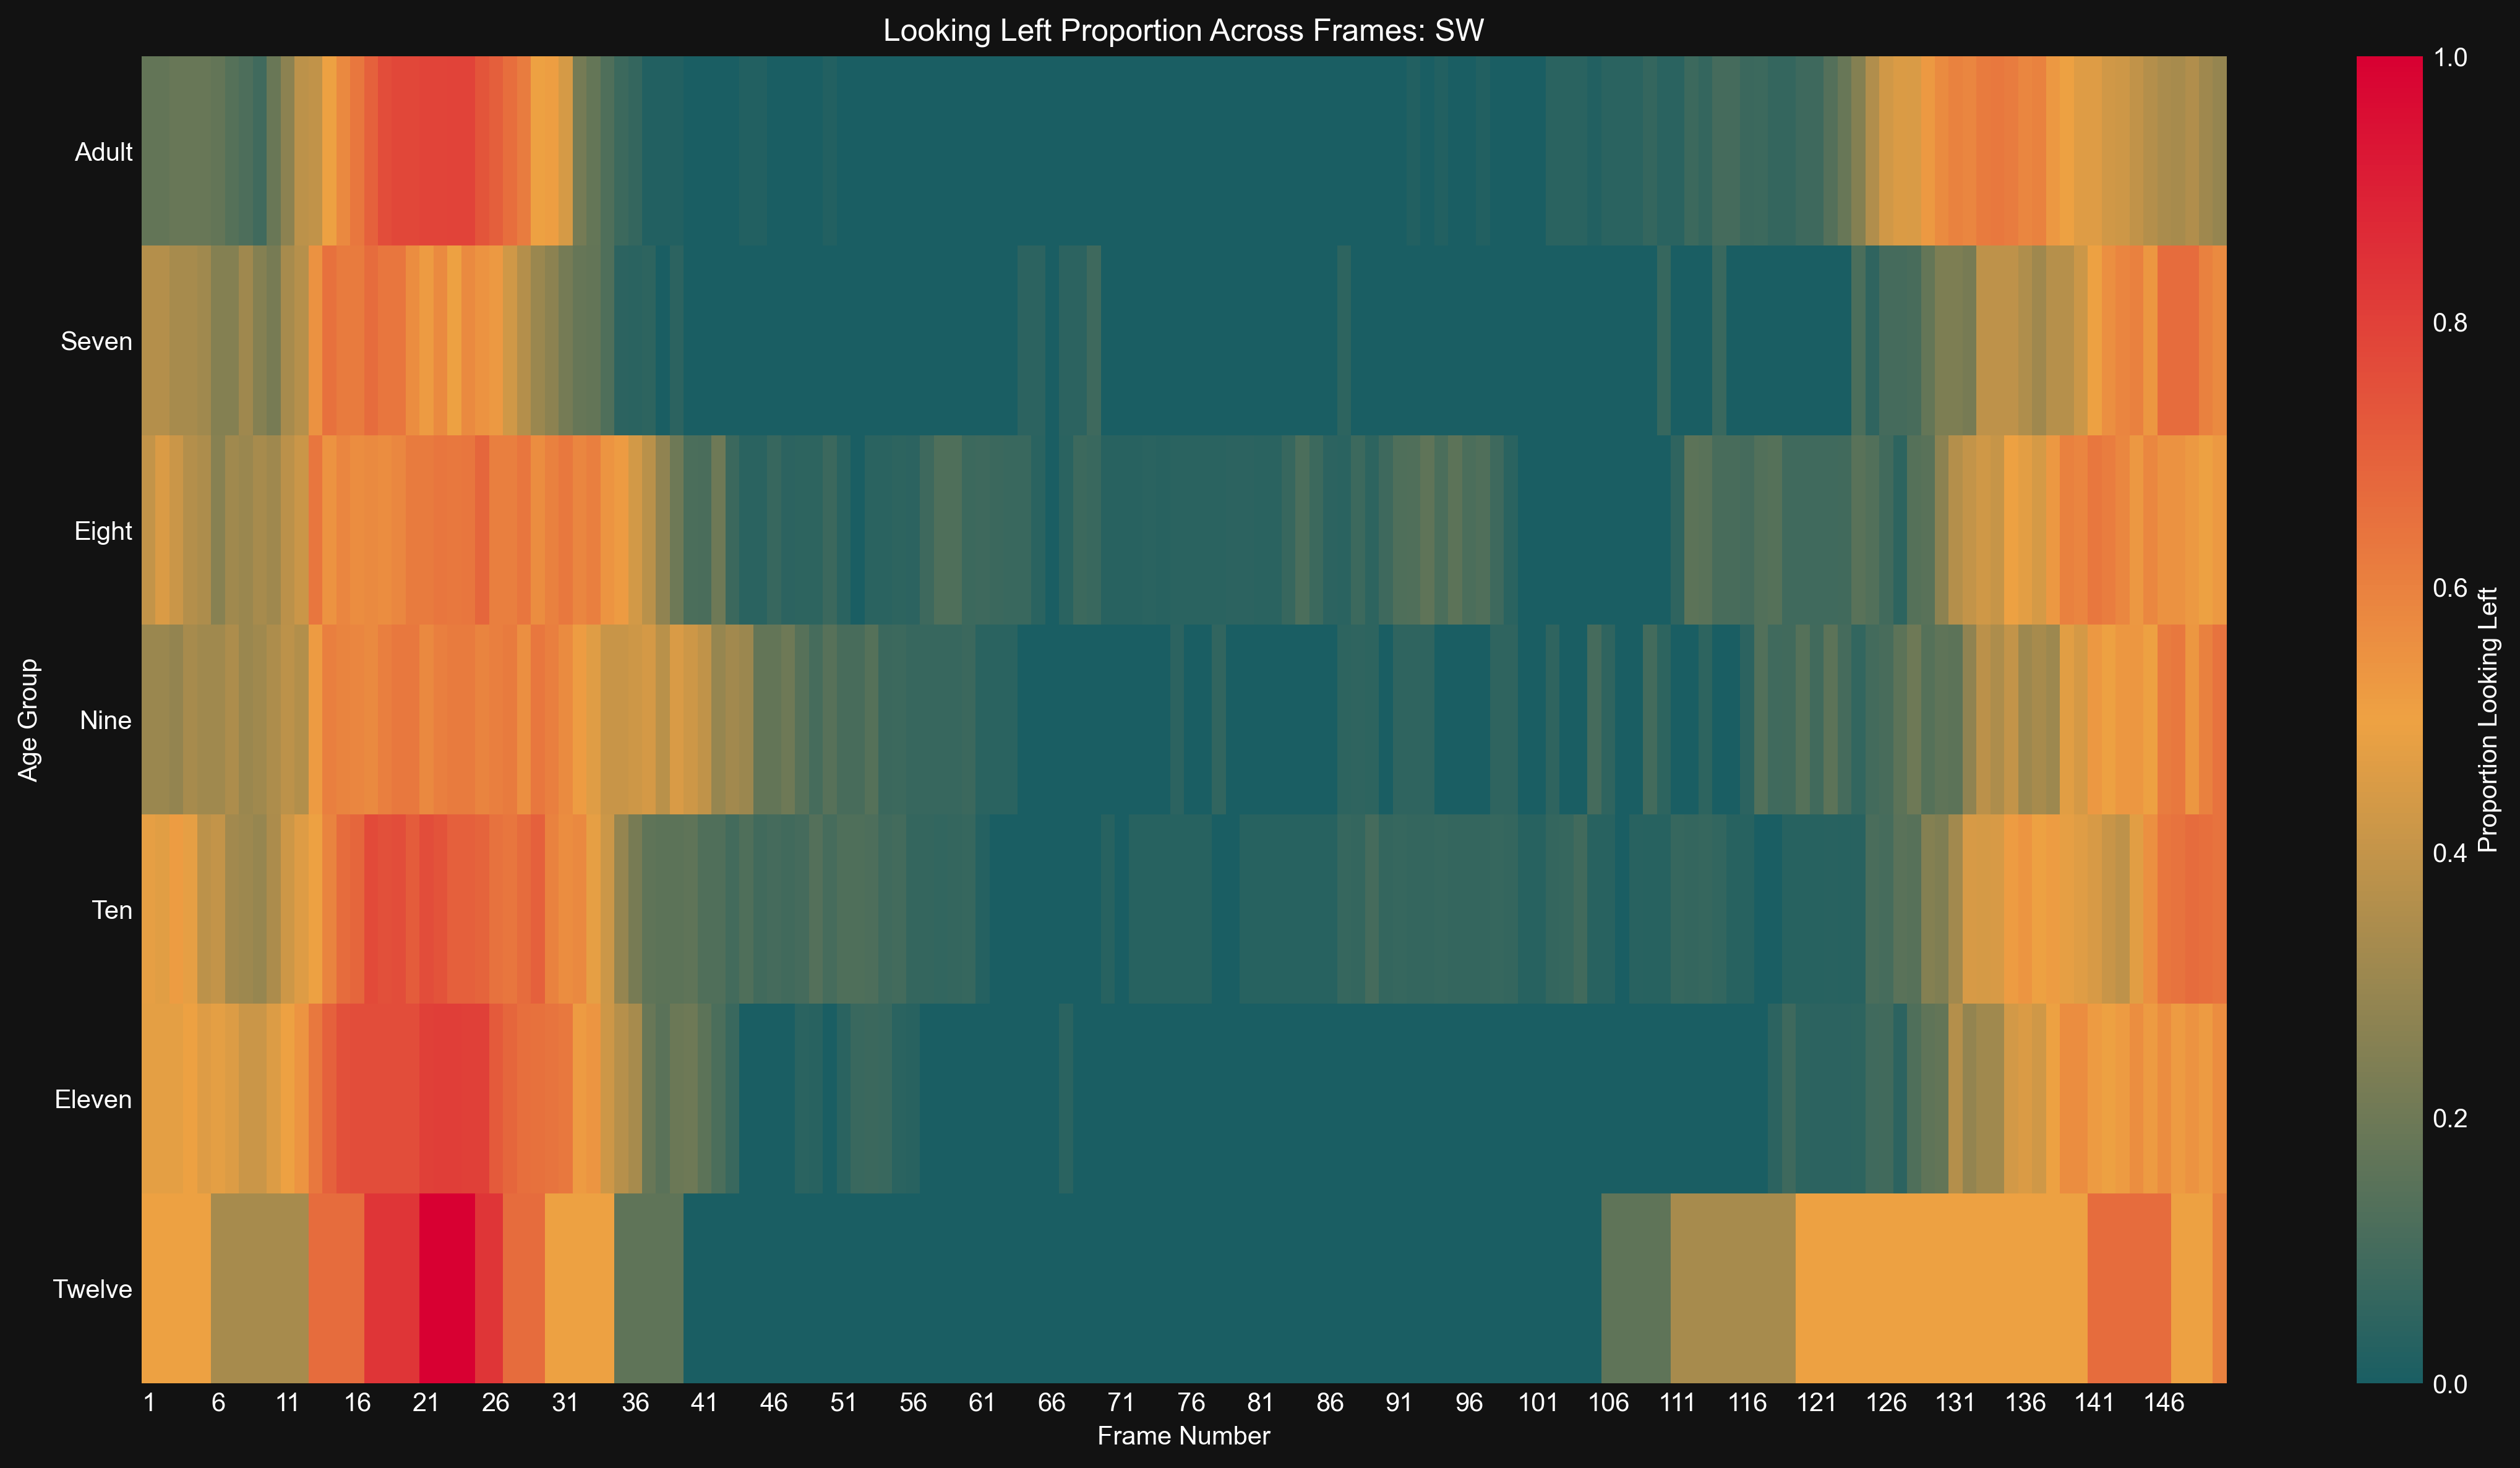 Looking Left Proportion Across Frames: SW
Age Group
Adult
Seven
Eight
Nine
Ten
Eleven
Twelve
1 6 11 16 21 26 31 36 41 46 51 56 61 66 71 76 81 86 91 96 101 106 111 116 121 126 131 136 141 146
Frame Number
1.0
0.8
0.6
0.4
0.2
0.0
Proportion Looking Left